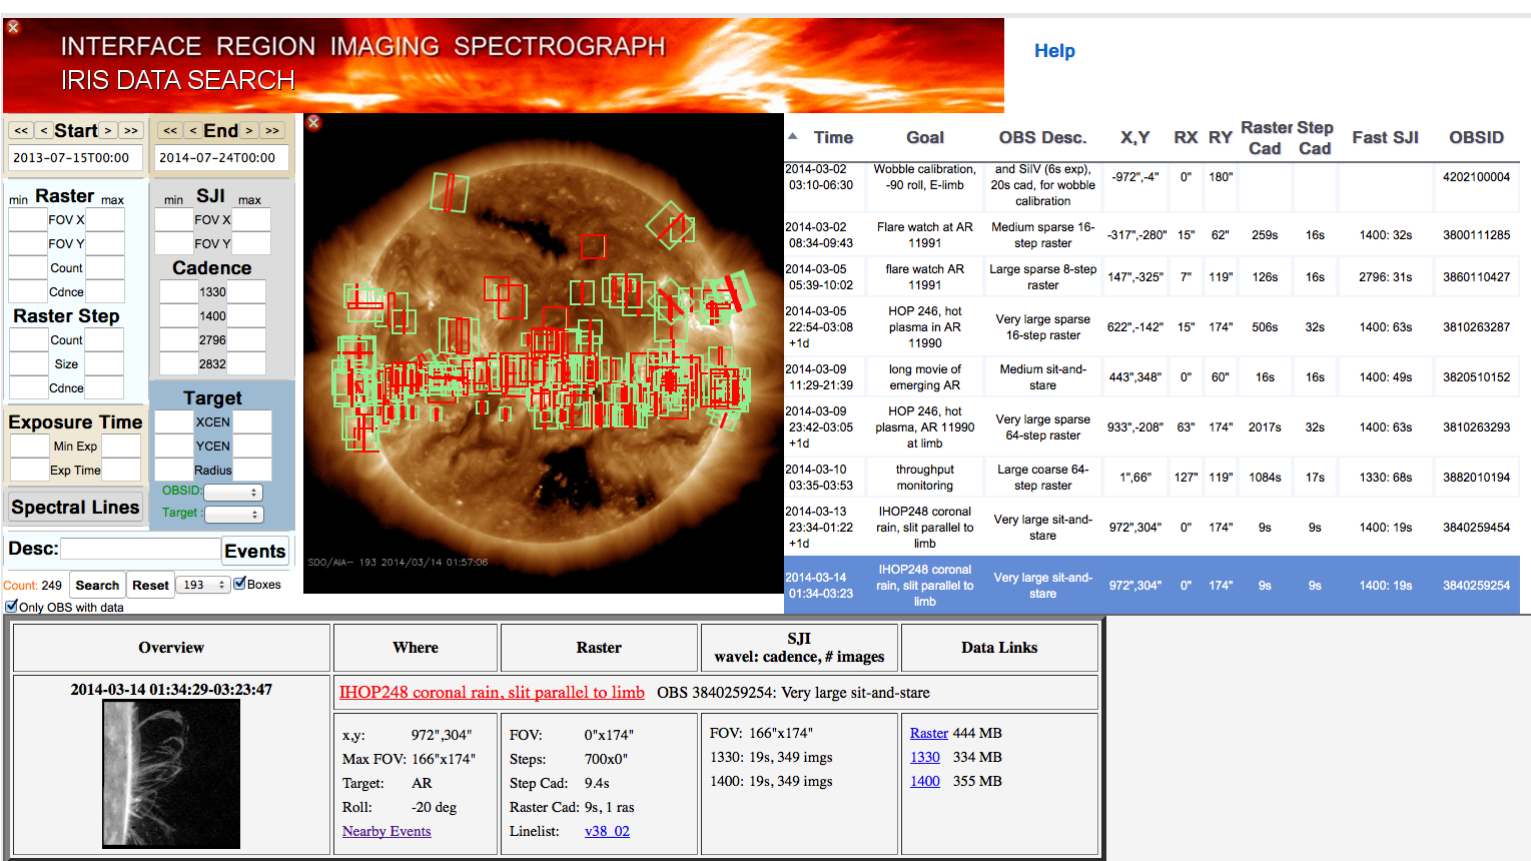 INTERFACE REGION IMAGING SPECTROGRAPH
IRIS DATA SEARCH
Help
<< < Start > >>
<< < End > >>
2013-07-15T00:00
2014-07-24T00:00
min Raster max
FOV X
FOV Y
Count
Cdnce
Raster Step
Count
Size
Cdnce
min SJI max
FOV X
FOV Y
Cadence
1330
1400
2796
2832
Exposure Time
Min Exp
Exp Time
Spectral Lines
Target
XCEN
YCEN
Radius
OBSID:
Target :
Desc:
Events
Count: 249 Search Reset 193 Boxes
Only OBS with data
SDO/AIA- 193 2014/03/14 01:57:06
Time Goal OBS Desc. X,Y RX RY Raster Cad Step Cad Fast SJI OBSID
2014-03-02 03:10-06:30 Wobble calibration, -90 roll, E-limb and SiIV (6s exp), 20s cad, for wobble calibration -972",-4" 0" 180" 4202100004
2014-03-02 08:34-09:43 Flare watch at AR 11991 Medium sparse 16-step raster -317",-280" 15" 62" 259s 16s 1400: 32s 3800111285
2014-03-05 05:39-10:02 flare watch AR 11991 Large sparse 8-step raster 147",-325" 7" 119" 126s 16s 2796: 31s 3860110427
2014-03-05 22:54-03:08 +1d HOP 246, hot plasma in AR 11990 Very large sparse 16-step raster 622",-142" 15" 174" 506s 32s 1400: 63s 3810263287
2014-03-09 11:29-21:39 long movie of emerging AR Medium sit-and-stare 443",348" 0" 60" 16s 16s 1400: 49s 3820510152
2014-03-09 23:42-03:05 +1d HOP 246, hot plasma, AR 11990 at limb Very large sparse 64-step raster 933",-208" 63" 174" 2017s 32s 1400: 63s 3810263293
2014-03-10 03:35-03:53 throughput monitoring Large coarse 64-step raster 1",66" 127" 119" 1084s 17s 1330: 68s 3882010194
2014-03-13 23:34-01:22 +1d IHOP248 coronal rain, slit parallel to limb Very large sit-and-stare 972",304" 0" 174" 9s 9s 1400: 19s 3840259454
2014-03-14 01:34-03:23 IHOP248 coronal rain, slit parallel to limb Very large sit-and-stare 972",304" 0" 174" 9s 9s 1400: 19s 3840259254
Overview
Where
Raster
SJI
wavel: cadence, # images
Data Links
2014-03-14 01:34:29-03:23:47
IHOP248 coronal rain, slit parallel to limb OBS 3840259254: Very large sit-and-stare
x,y: 972",304"
Max FOV: 166"x174"
Target: AR
Roll: -20 deg
Nearby Events
FOV: 0"x174"
Steps: 700x0"
Step Cad: 9.4s
Raster Cad: 9s, 1 ras
Linelist: v38_02
FOV: 166"x174"
1330: 19s, 349 imgs
1400: 19s, 349 imgs
Raster 444 MB
1330 334 MB
1400 355 MB